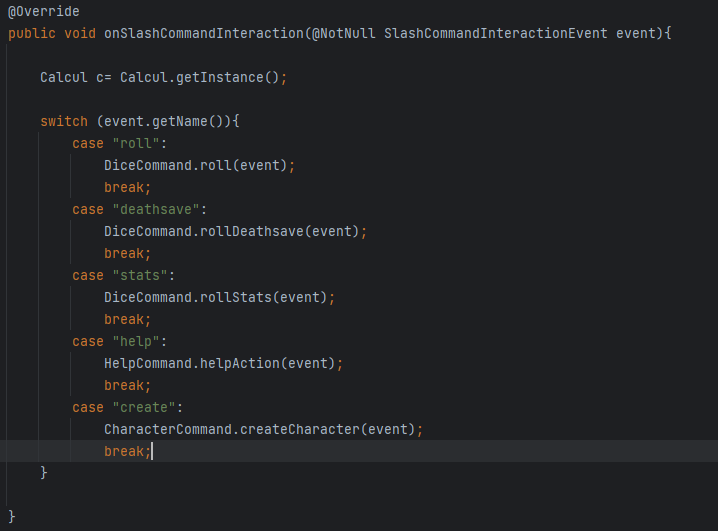 @Override
public void onSlashCommandInteraction(@NotNull SlashCommandInteractionEvent event){
Calcul c= Calcul.getInstance();
switch (event.getName()){
case "roll":
DiceCommand.roll(event);
break;
case "deathsave":
DiceCommand.rollDeathsave(event);
break;
case "stats":
DiceCommand.rollStats(event);
break;
case "help":
HelpCommand.helpAction(event);
break;
case "create":
CharacterCommand.createCharacter(event);
break;
}
}